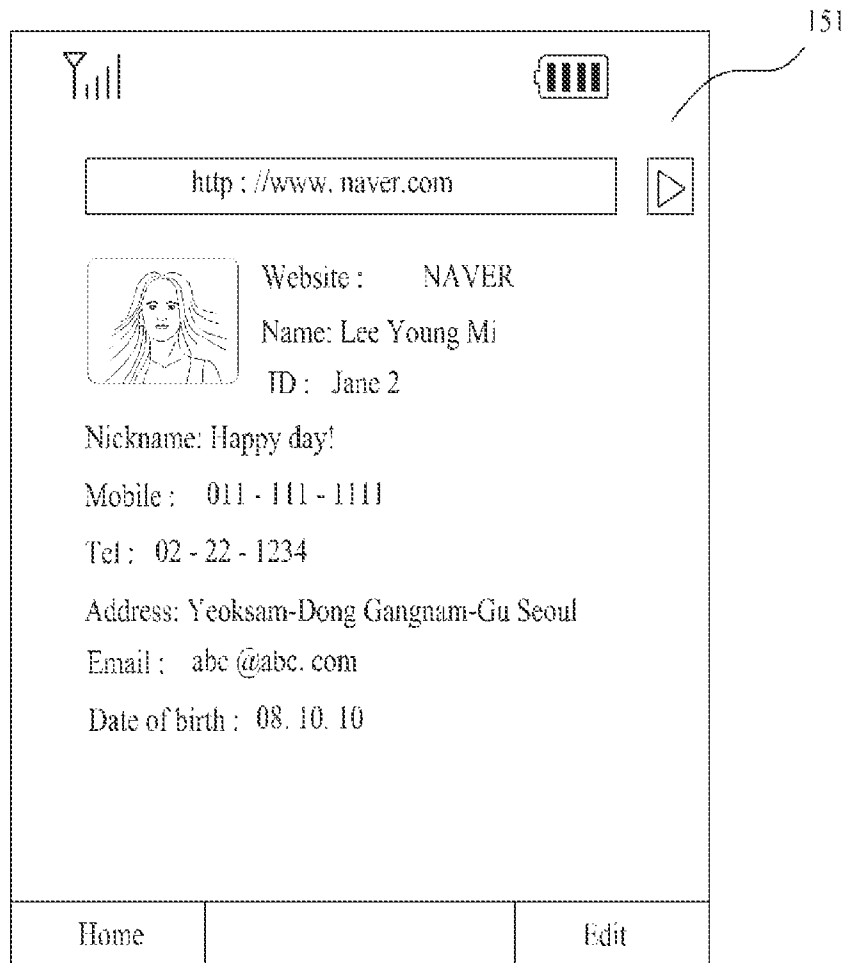 151
http : //www. naver.com
Website : NAVER
Name: Lee Young Mi
ID : Jane 2
Nickname: Happy day!
Mobile : 011 - 111 - 1111
Tel : 02 - 22 - 1234
Address: Yeoksam-Dong Gangnam-Gu Seoul
Email : abc @abc. com
Date of birth : 08. 10. 10
Home Edit